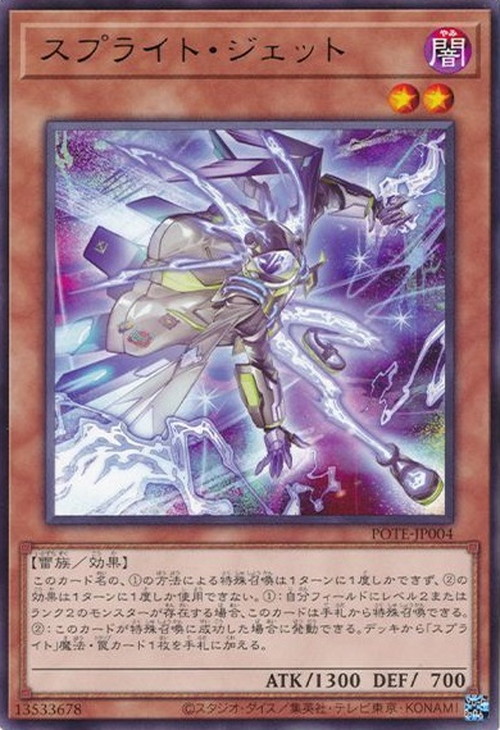 スプライト・ジェット
闇
やみ
POTE-JP004
【雷族／効果】
このカード名の、①の方法による特殊召喚は1ターンに1度しかできず、②の
効果は1ターンに1度しか使用できない。①：自分フィールドにレベル2または
ランク2のモンスターが存在する場合、このカードは手札から特殊召喚できる。
②：このカードが特殊召喚に成功した場合に発動できる。デッキから「スプラ
イト」魔法・罠カード1枚を手札に加える。
ATK/1300 DEF/ 700
13533678
©スタジオ・ダイス／集英社・テレビ東京・KONAMI